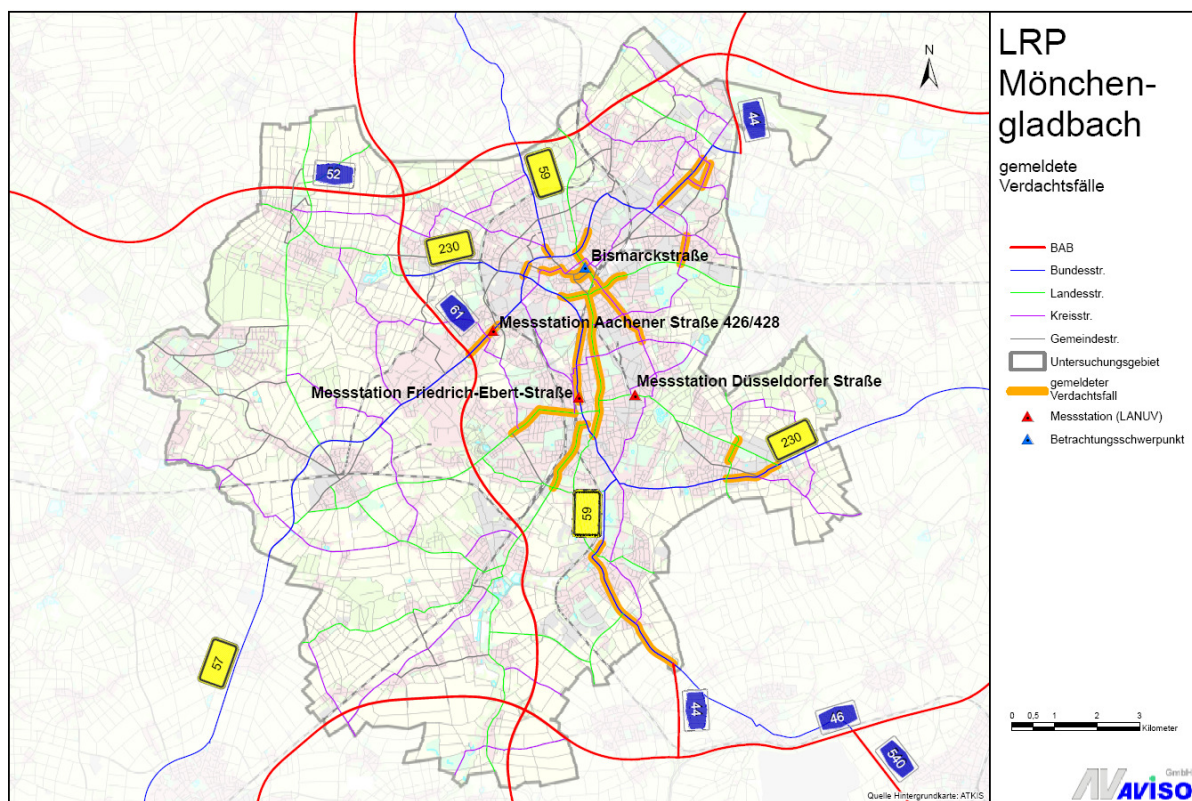 LRP
Mönchen-
gladbach
gemeldete
Verdachtsfälle
N
44
52
59
230
61
Bismarckstraße
Messstation Aachener Straße 426/428
Messstation Friedrich-Ebert-Straße
Messstation Düsseldorfer Straße
230
59
57
44
46
540
BAB
Bundesstr.
Landesstr.
Kreisstr.
Gemeindestr.
Untersuchungsgebiet
gemeldeter
Verdachtsfall
Messstation (LANUV)
Betrachtungsschwerpunkt
0 0,5 1 2 3
Kilometer
Quelle Hintergrundkarte: ATKIS
GmbH
AVISO